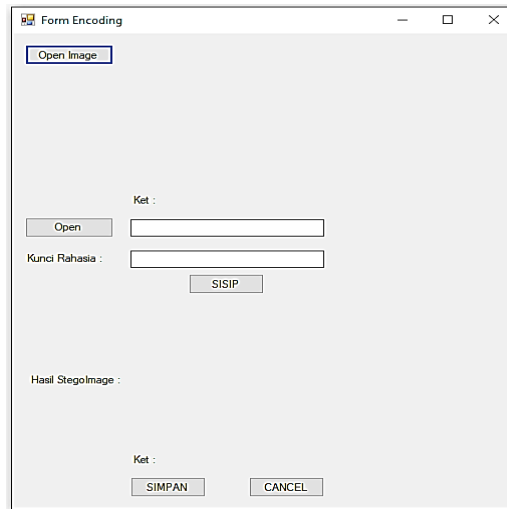 Form Encoding
Open Image
Ket :
Open
Kunci Rahasia :
SISIP
Hasil StegoImage :
Ket :
SIMPAN CANCEL